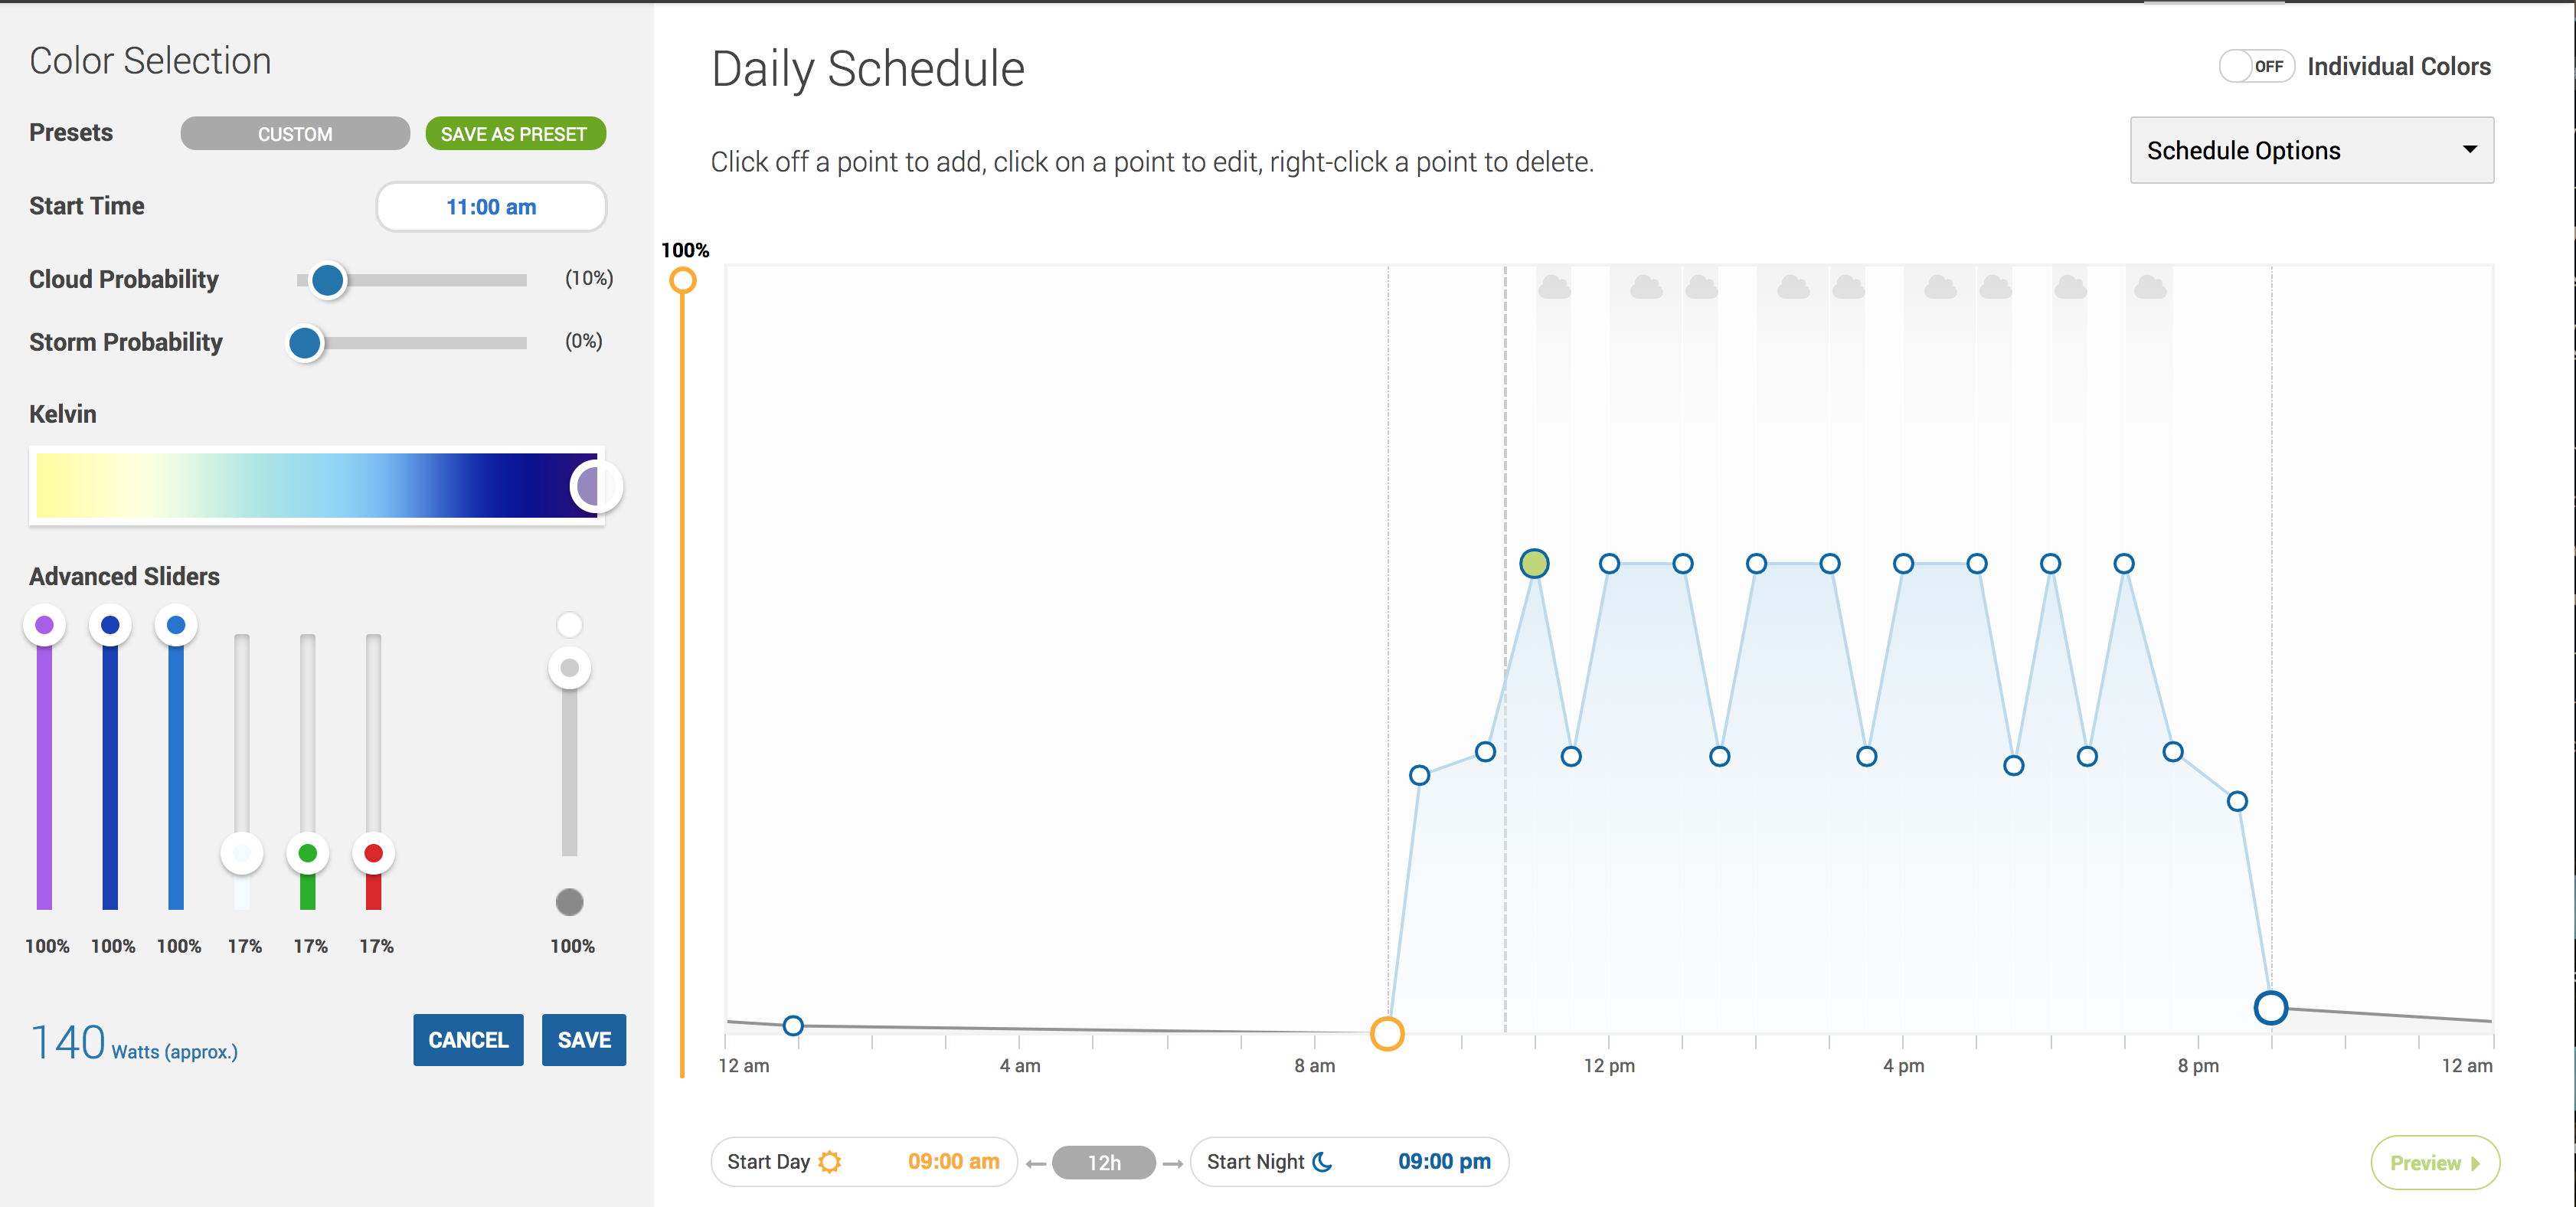 Color Selection
Presets
CUSTOM
SAVE AS PRESET
Start Time
11:00 am
Cloud Probability
(10%)
Storm Probability
(0%)
Kelvin
Advanced Sliders
100% 100% 100% 17% 17% 17% 100%
140 Watts (approx.)
CANCEL
SAVE
Daily Schedule
OFF
Individual Colors
Click off a point to add, click on a point to edit, right-click a point to delete.
Schedule Options
100%
12 am 4 am 8 am 12 pm 4 pm 8 pm 12 am
Start Day 09:00 am
12h
Start Night 09:00 pm
Preview